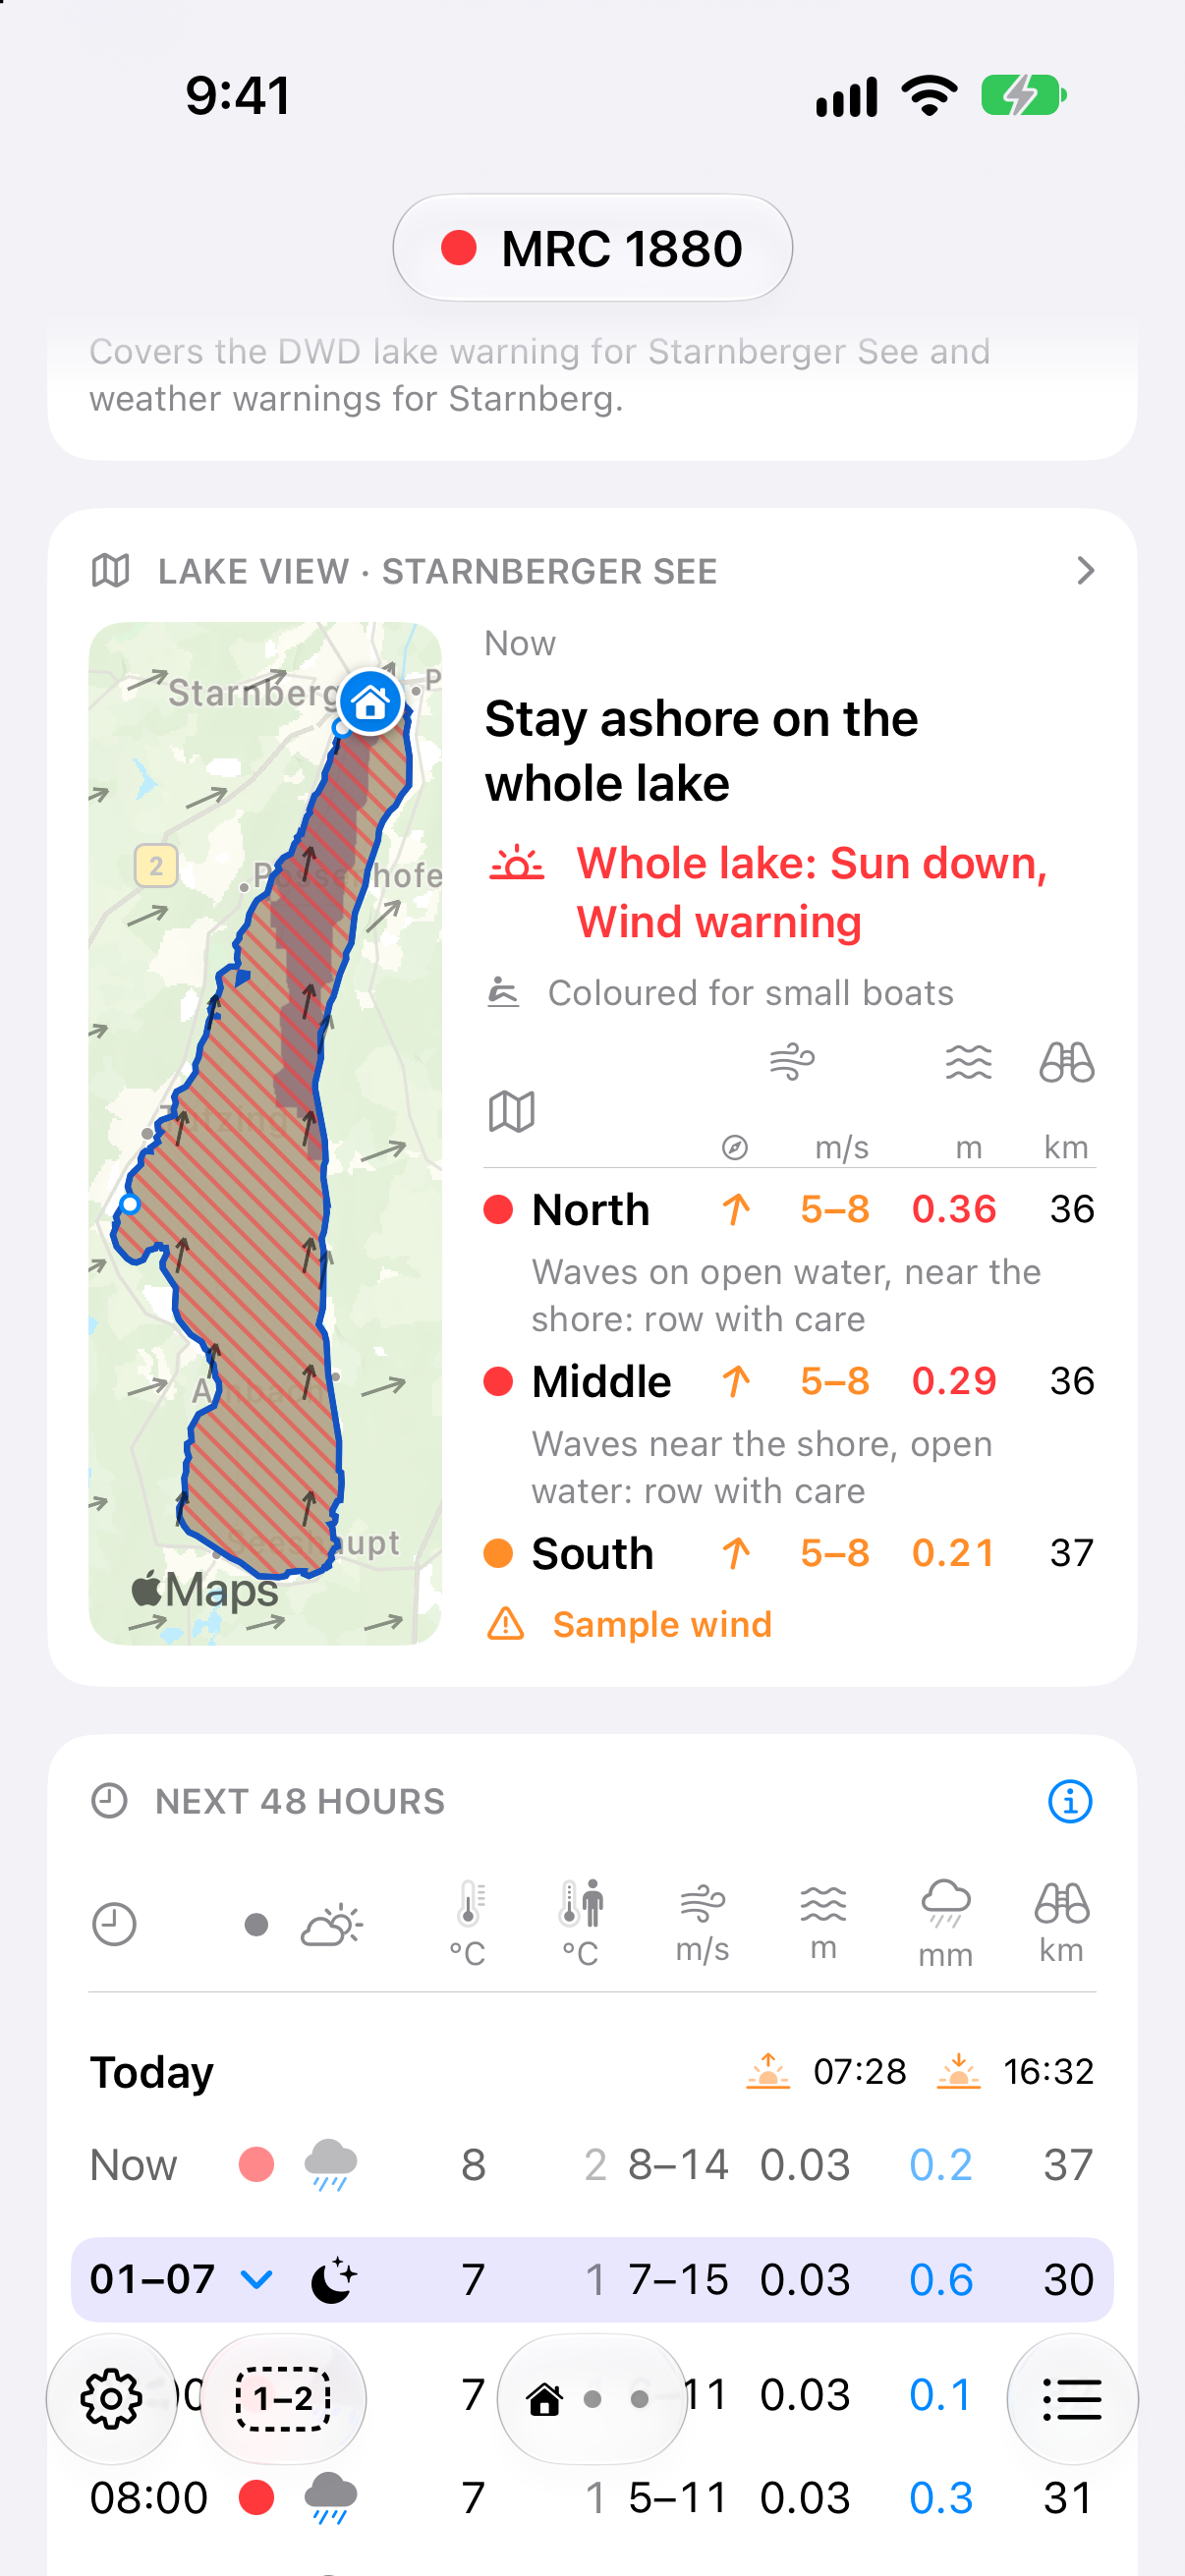 9:41
MRC 1880
Covers the DWD lake warning for Starnberger See and
weather warnings for Starnberg.
LAKE VIEW · STARNBERGER SEE
Starnberg
P
2
hofe
Tutzing
Seeshaupt
Maps
Now
Stay ashore on the
whole lake
Whole lake: Sun down,
Wind warning
Coloured for small boats
m/s m km
North 5–8 0.36 36
Waves on open water, near the
shore: row with care
Middle 5–8 0.29 36
Waves near the shore, open
water: row with care
South 5–8 0.21 37
Sample wind
NEXT 48 HOURS
°C °C m/s m mm km
Today 07:28 16:32
Now 8 2 8–14 0.03 0.2 37
01–07 7 1 7–15 0.03 0.6 30
7 11 0.03 0.1
1–2
08:00 7 1 5–11 0.03 0.3 31